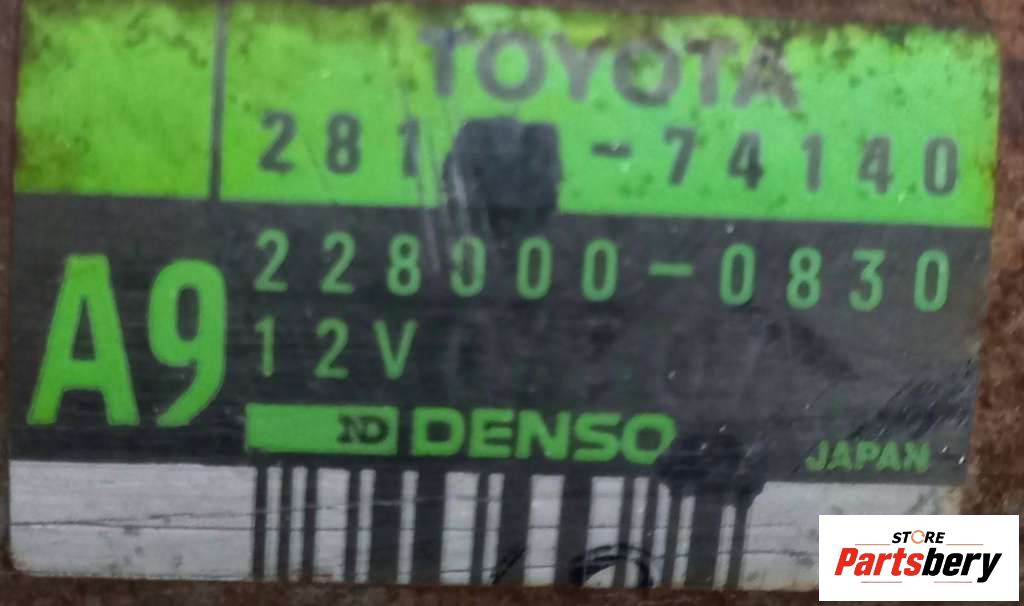 TOYOTA
281 -74140
228000-0830
A9
12V
ND DENSO
JAPAN
STORE
Partsbery